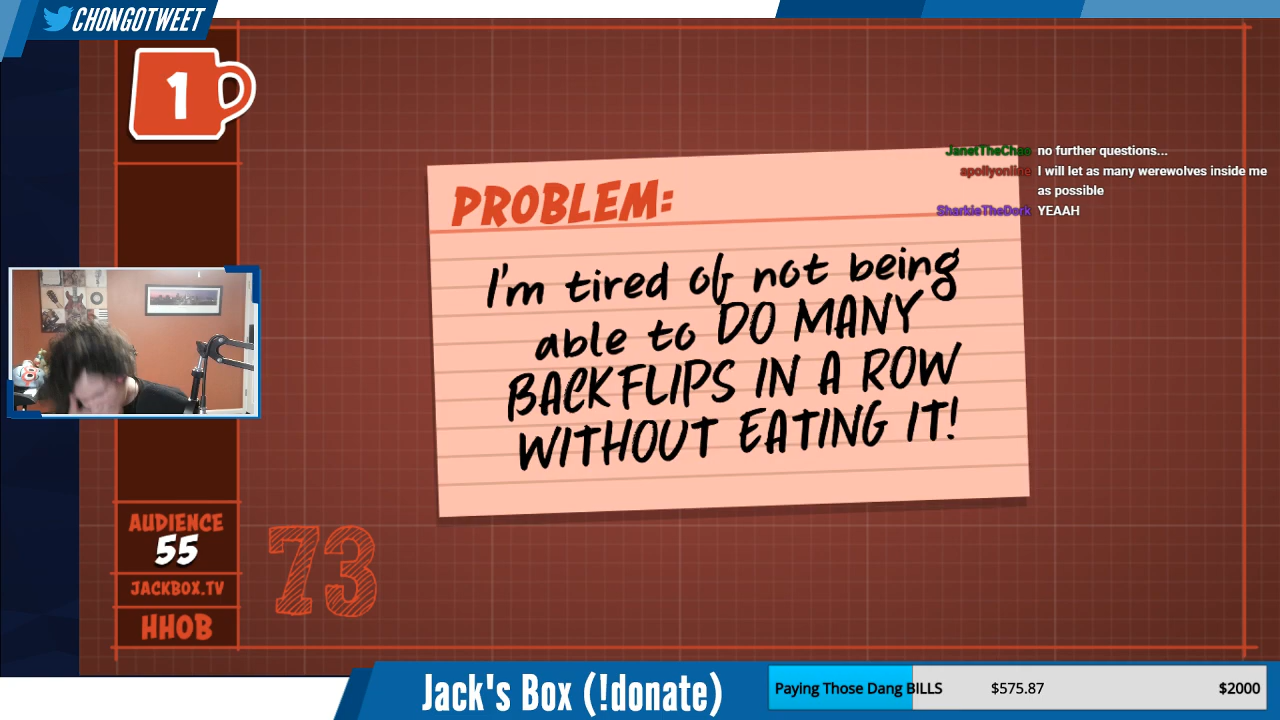 CHONGOTWEET
1
PROBLEM:
I'm tired of not being
able to DO MANY
BACKFLIPS IN A ROW
WITHOUT EATING IT!
JanetTheChao no further questions...
apollyonline I will let as many werewolves inside me
as possible
SharkieTheDork YEAAH
AUDIENCE
55
JACKBOX.TV
HHOB
73
Jack's Box (!donate)
Paying Those Dang BILLS $575.87 $2000